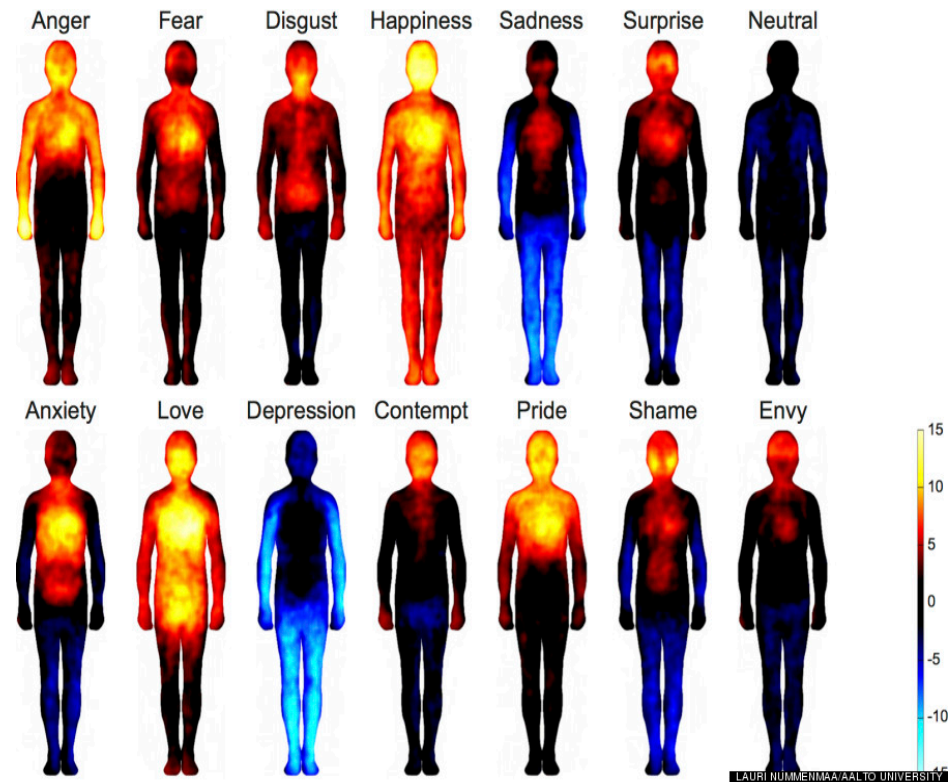 Anger Fear Disgust Happiness Sadness Surprise Neutral
Anxiety Love Depression Contempt Pride Shame Envy
15
10
5
0
-5
-10
LAURI NUMMENMAA/AALTO UNIVERSITY